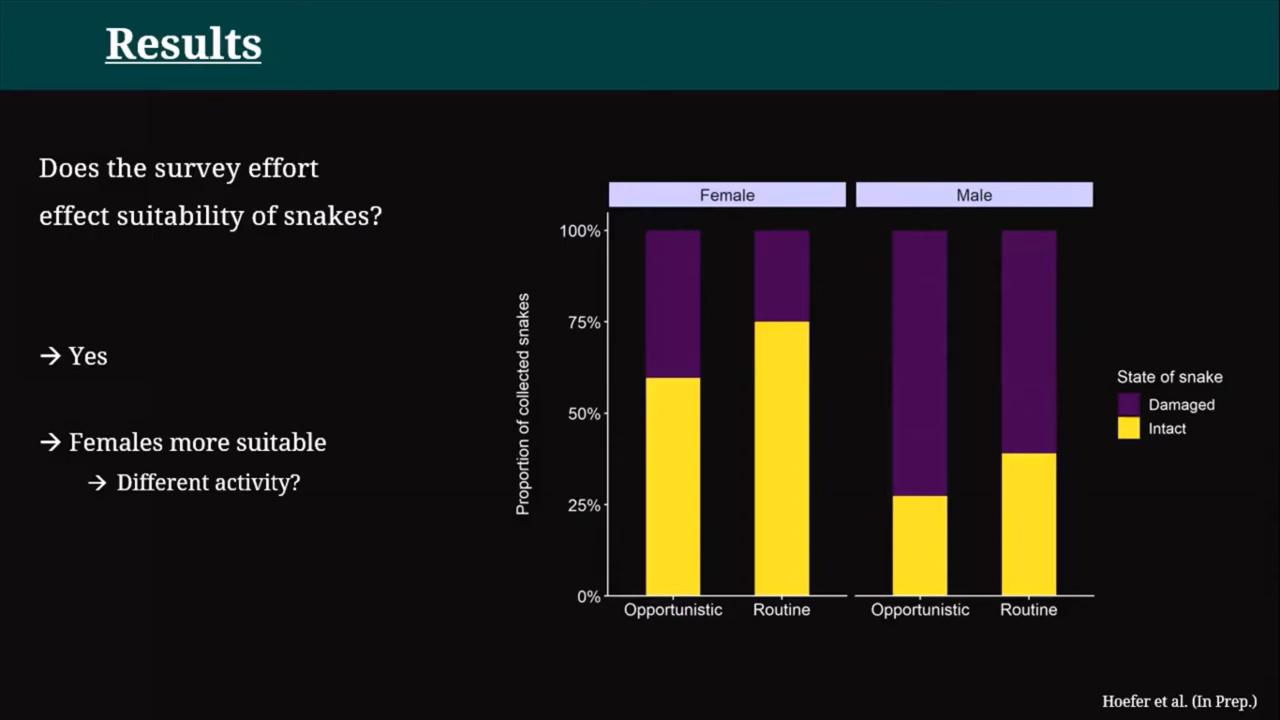 Results
Does the survey effort
effect suitability of snakes?
→ Yes
→ Females more suitable
→ Different activity?
Female
Male
Proportion of collected snakes
100%
75%
50%
25%
0%
Opportunistic
Routine
Opportunistic
Routine
State of snake
Damaged
Intact
Hoefer et al. (In Prep.)